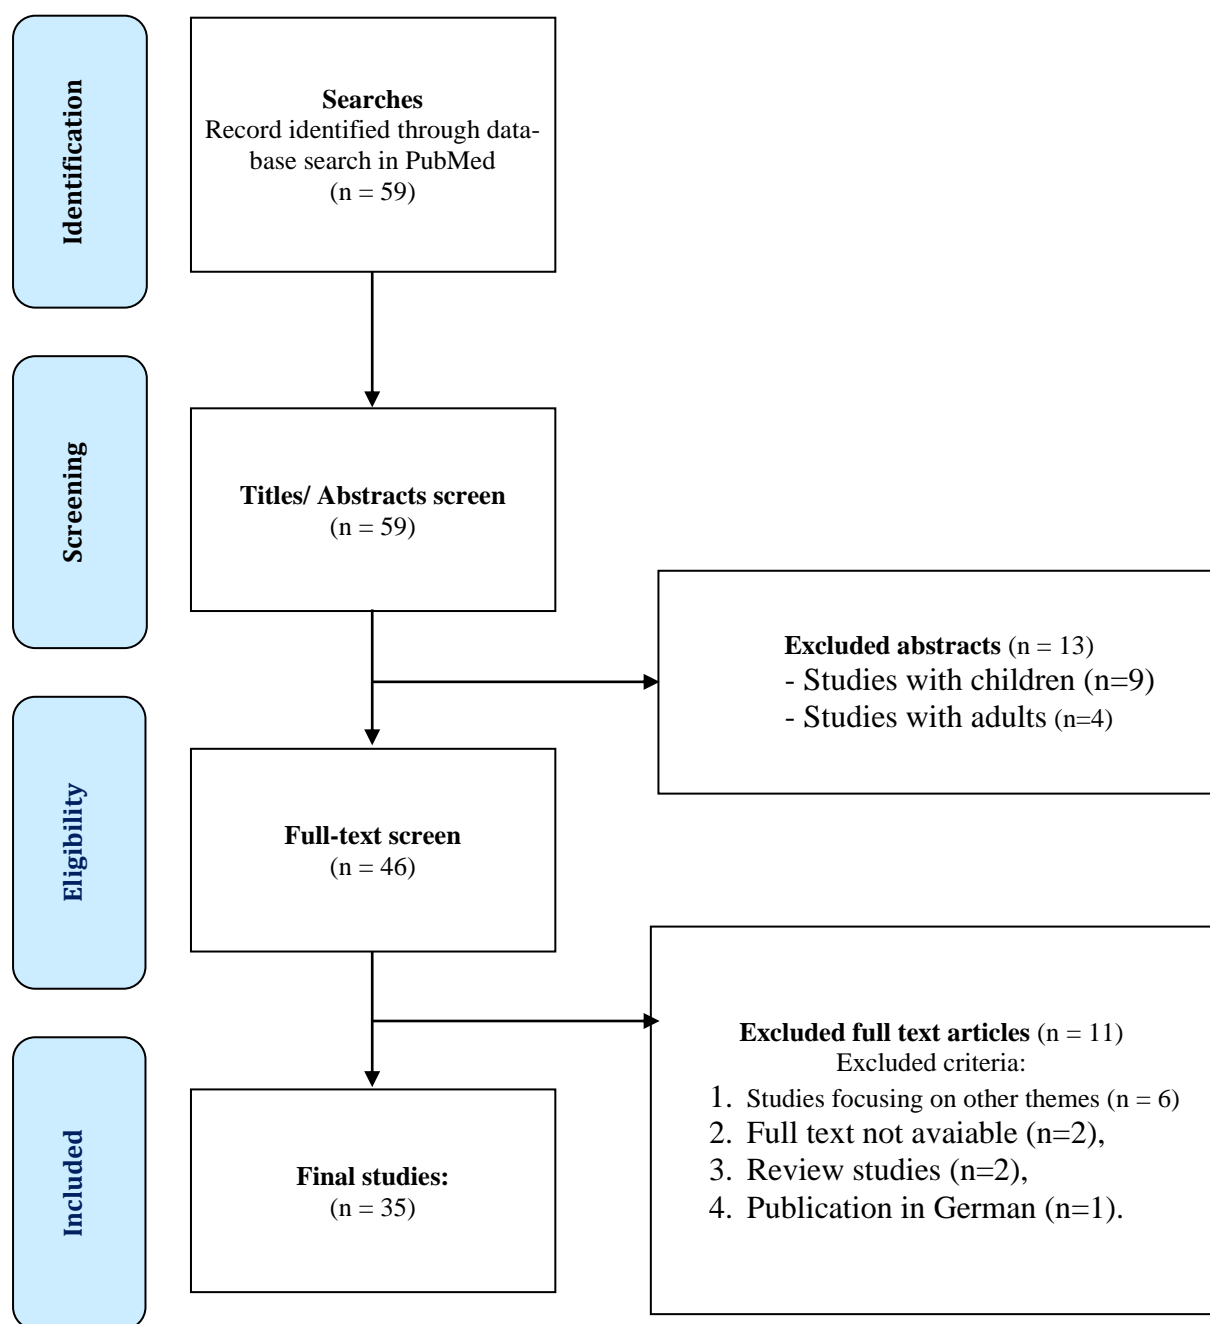 Identification
Searches
Record identified through data-
base search in PubMed
(n = 59)
Screening
Titles/ Abstracts screen
(n = 59)
Excluded abstracts (n = 13)
- Studies with children (n=9)
- Studies with adults (n=4)
Eligibility
Full-text screen
(n = 46)
Excluded full text articles (n = 11)
Excluded criteria:
1. Studies focusing on other themes (n = 6)
2. Full text not avaiable (n=2),
3. Review studies (n=2),
4. Publication in German (n=1).
Included
Final studies:
(n = 35)